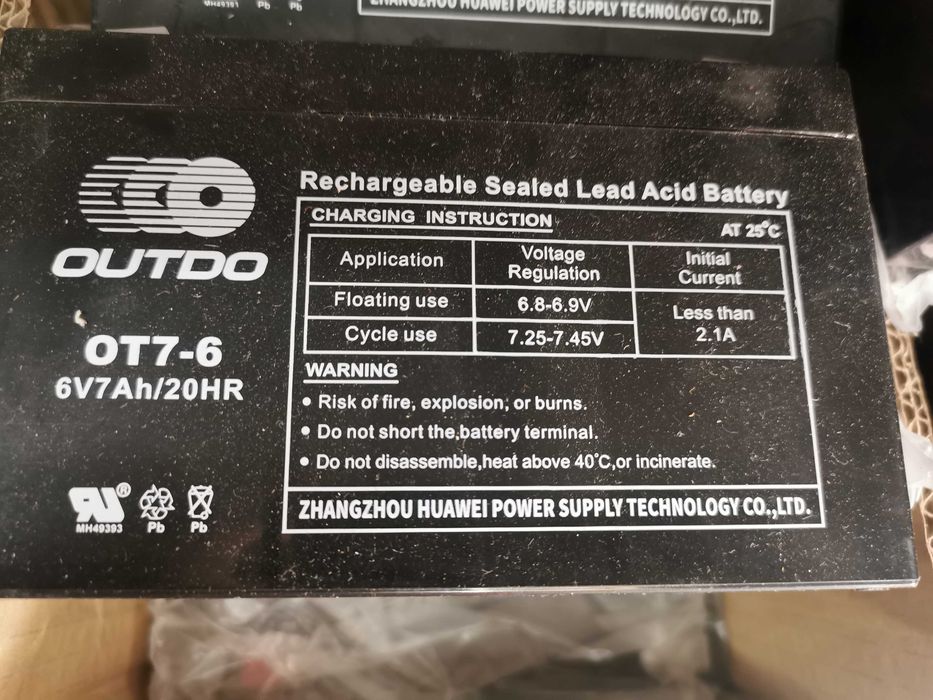 MH49381 Pb Pb
ZHANGZHOU HUAWEI POWER SUPPLY TECHNOLOGY CO.,LTD.
OUTDO
OT7-6
6V7Ah/20HR
MH49393
Pb
Pb
Rechargeable Sealed Lead Acid Battery
CHARGING INSTRUCTION
AT 25°C
Application
Voltage
Regulation
Initial
Current
Floating use
6.8-6.9V
Less than
2.1A
Cycle use
7.25-7.45V
WARNING
• Risk of fire, explosion, or burns.
• Do not short the battery terminal.
• Do not disassemble,heat above 40°C,or incinerate.
ZHANGZHOU HUAWEI POWER SUPPLY TECHNOLOGY CO.,LTD.